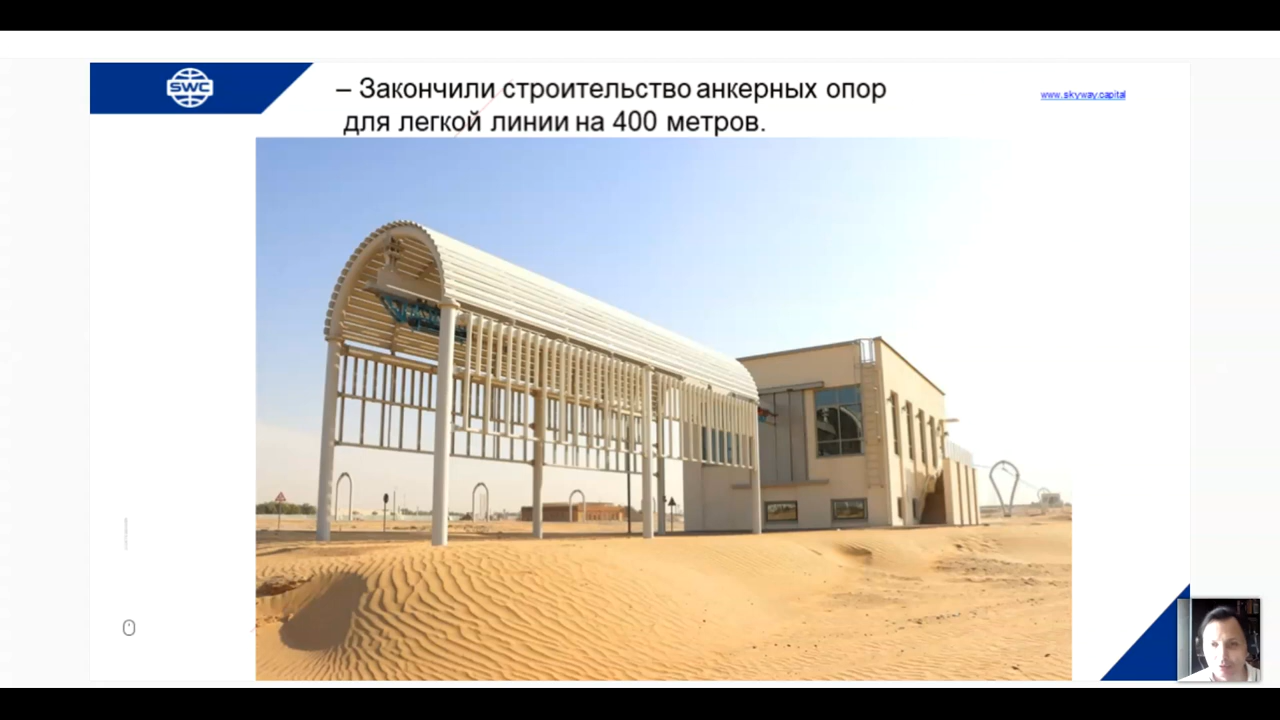 SWC
– Закончили строительство анкерных опор
для легкой линии на 400 метров.
www.skyway.capital